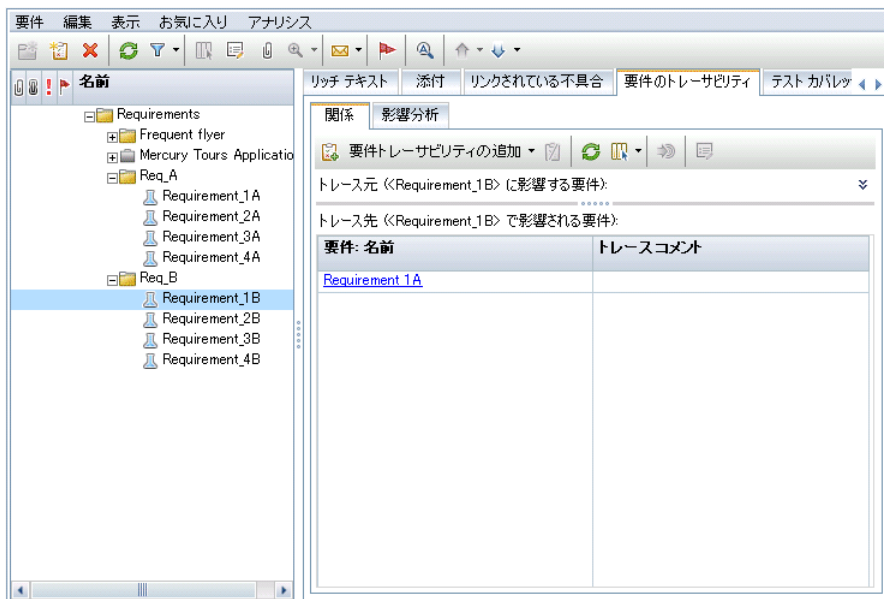 要件 編集 表示 お気に入り アナリシス
名前
Requirements
Frequent flyer
Mercury Tours Applicatio
Req_A
Requirement_1A
Requirement_2A
Requirement_3A
Requirement_4A
Req_B
Requirement_1B
Requirement_2B
Requirement_3B
Requirement_4B
リッチ テキスト 添付 リンクされている不具合 要件のトレーサビリティ テスト カバレッ
関係 影響分析
要件トレーサビリティの追加
トレース元 (<Requirement_1B> に影響する要件):
トレース先 (<Requirement_1B> で影響される要件):
要件: 名前 トレースコメント
Requirement 1A